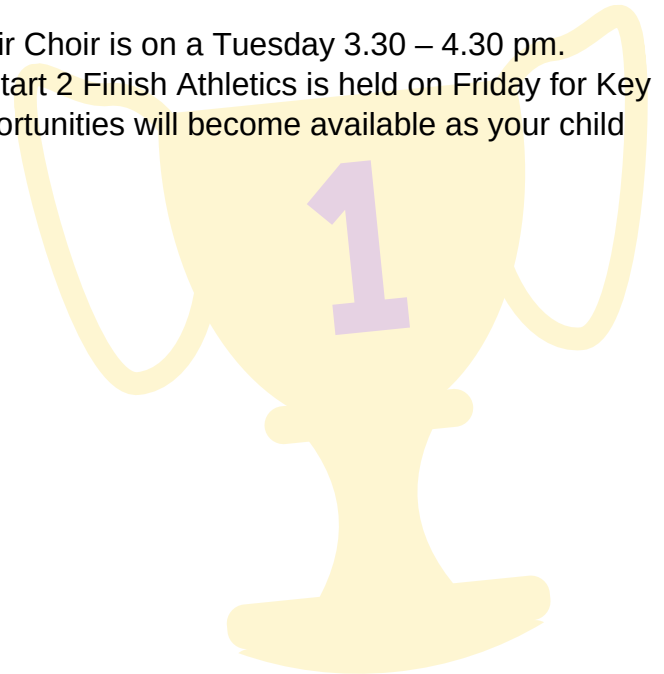 ir Choir is on a Tuesday 3.30 – 4.30 pm.
tart 2 Finish Athletics is held on Friday for Key
ortunities will become available as your child
1